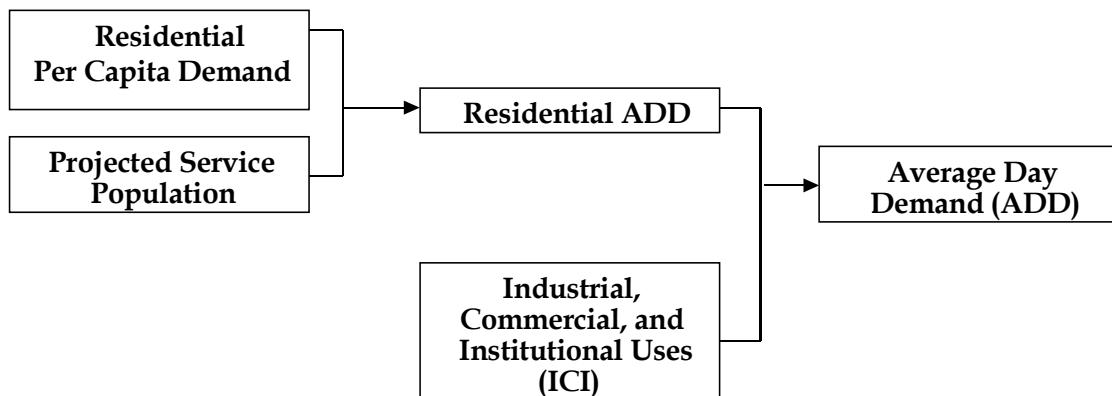 Residential
Per Capita Demand
Projected Service
Population
Residential ADD
Industrial,
Commercial, and
Institutional Uses
(ICI)
Average Day
Demand (ADD)